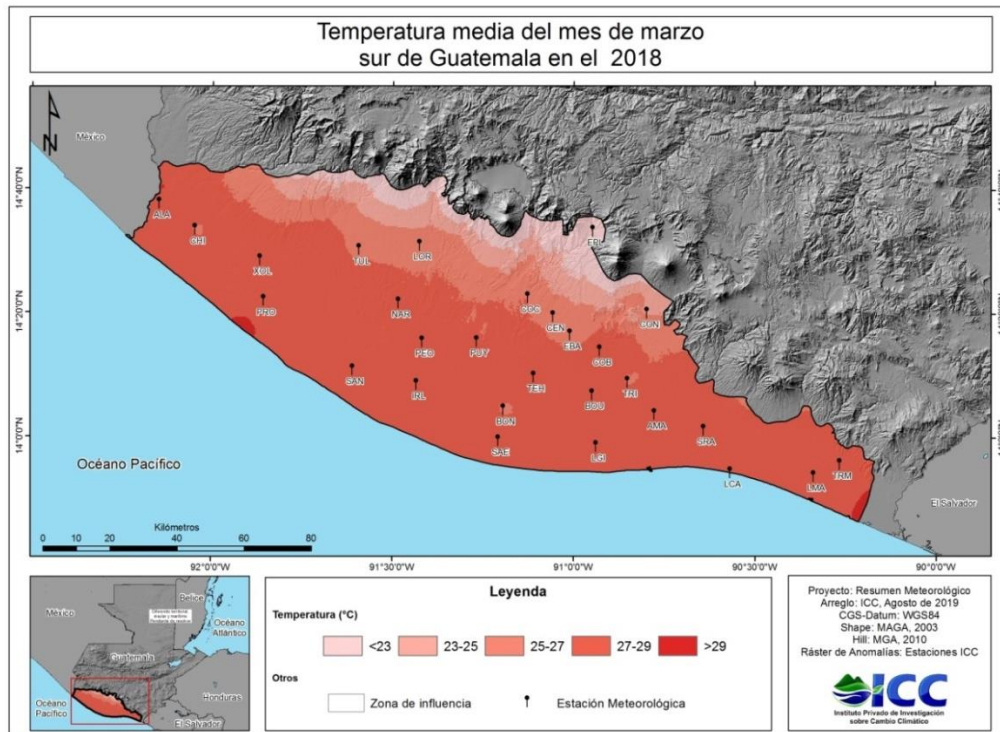 Temperatura media del mes de marzo
sur de Guatemala en el 2018
N
México
14°40'0"N
14°20'0"N
14°0'0"N
ALA
CHI
XOL
PRO
TUL
LOR
NAR
PEO
PUY
SAN
IRL
BGN
SAE
COC
CEN
EBA
COB
CON
TEH
BOU
TRI
AMA
SRA
LGI
LCA
LMA
TRM
Océano Pacífico
El Salvador
Kilómetros
0 10 20 40 60 80
92°0'0"W 91°30'0"W 91°0'0"W 90°30'0"W 90°0'0"W
México
Belice
Océano
Atlántico
Guatemala
Honduras
Océano
Pacífico
El Salvador
Leyenda
Temperatura (°C)
<23 23-25 25-27 27-29 >29
Otros
Zona de influencia Estación Meteorológica
Proyecto: Resumen Meteorológico
Arreglo: ICC, Agosto de 2019
CGS-Datum: WGS84
Shape: MAGA, 2003
Hill: MGA, 2010
Ráster de Anomalías: Estaciones ICC
ICC
Instituto Privado de Investigación
sobre Cambio Climático